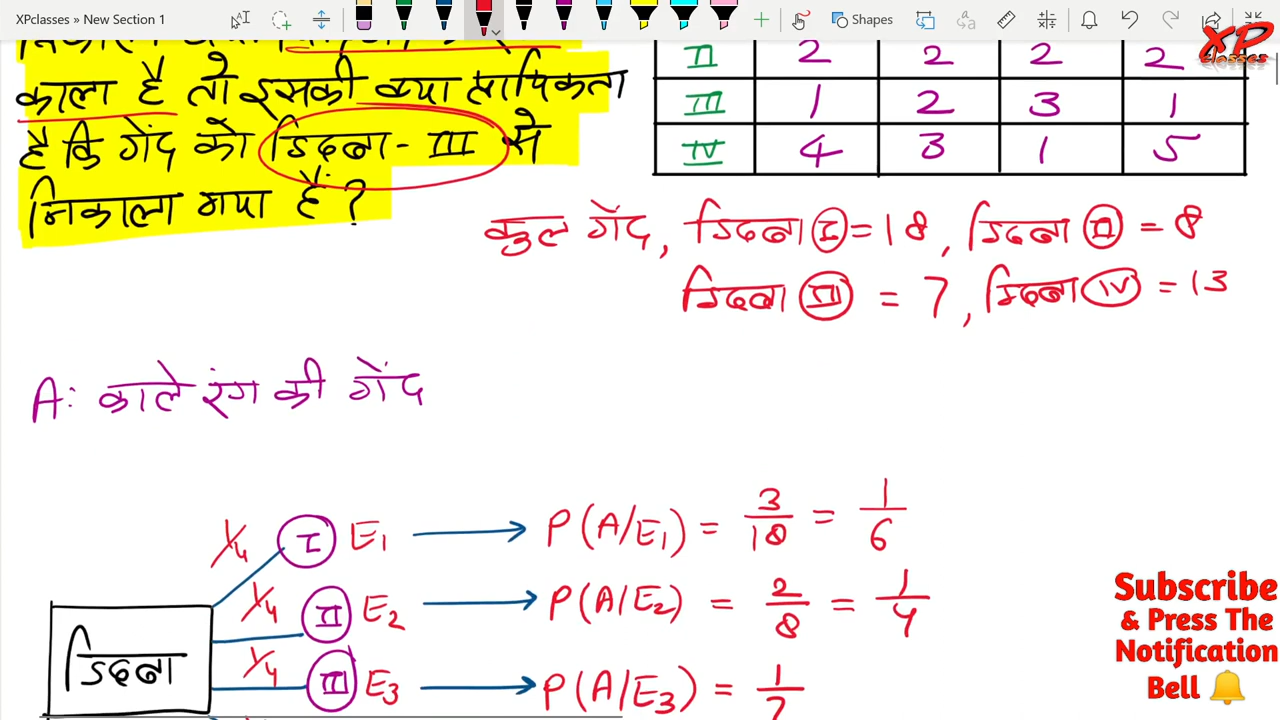 XPclasses » New Section 1
Shapes
XP
Classes
काला है तो इसकी क्या प्रायिकता
है कि गेंद को डिब्बा - III से
निकाला गया है ?
II 2 2 2 2
III 1 2 3 1
IV 4 3 1 5
कुल गेंद, डिब्बा I = 18, डिब्बा II = 8
डिब्बा III = 7, डिब्बा IV = 13
A: काले रंग की गेंद
1/4 I E1 P(A/E1) = 3/18 = 1/6
1/4 II E2 P(A/E2) = 2/8 = 1/4
डिब्बा
1/4 III E3 P(A/E3) = 1/7
Subscribe
& Press The
Notification
Bell